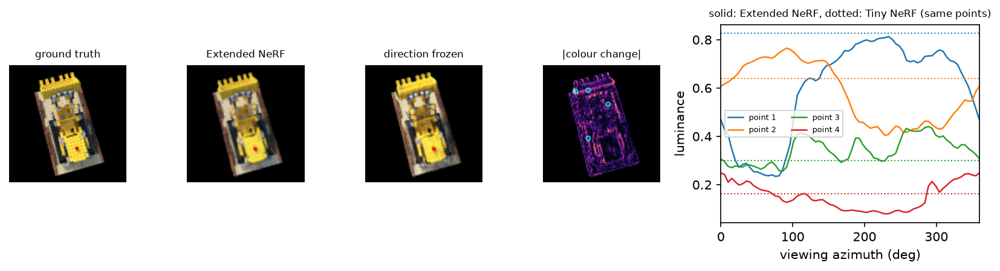 ground truth
Extended NeRF
direction frozen
|colour change|
solid: Extended NeRF, dotted: Tiny NeRF (same points)
luminance
0.8
0.6
0.4
0.2
point 1
point 2
point 3
point 4
0
100
200
300
viewing azimuth (deg)